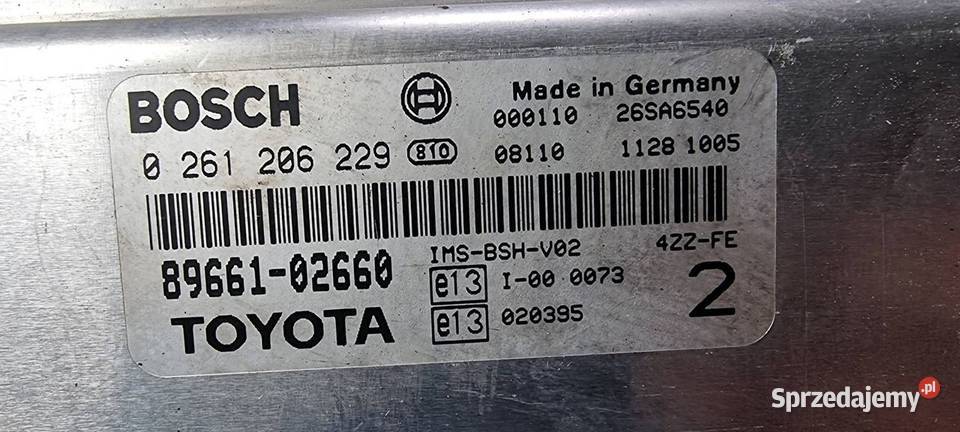 BOSCH
Made in Germany
000110 26SA6540
0 261 206 229 810 08110 1128 1005
IMS-BSH-V02 4ZZ-FE
89661-02660 e13 I-00 0073 2
TOYOTA e13 020395
Sprzedajemy.pl